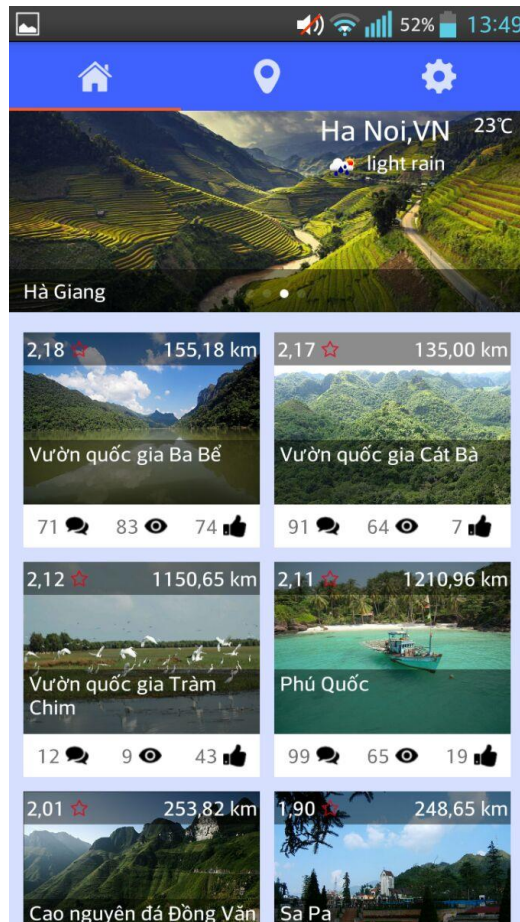 52% 13:49
Ha Noi,VN 23℃
light rain
Hà Giang
2,18 155,18 km
Vườn quốc gia Ba Bể
71 83 74
2,17 135,00 km
Vườn quốc gia Cát Bà
91 64 7
2,12 1150,65 km
Vườn quốc gia Tràm
Chim
12 9 43
2,11 1210,96 km
Phú Quốc
99 65 19
2,01 253,82 km
Cao nguyên đá Đồng Văn
1,90 248,65 km
Sa Pa